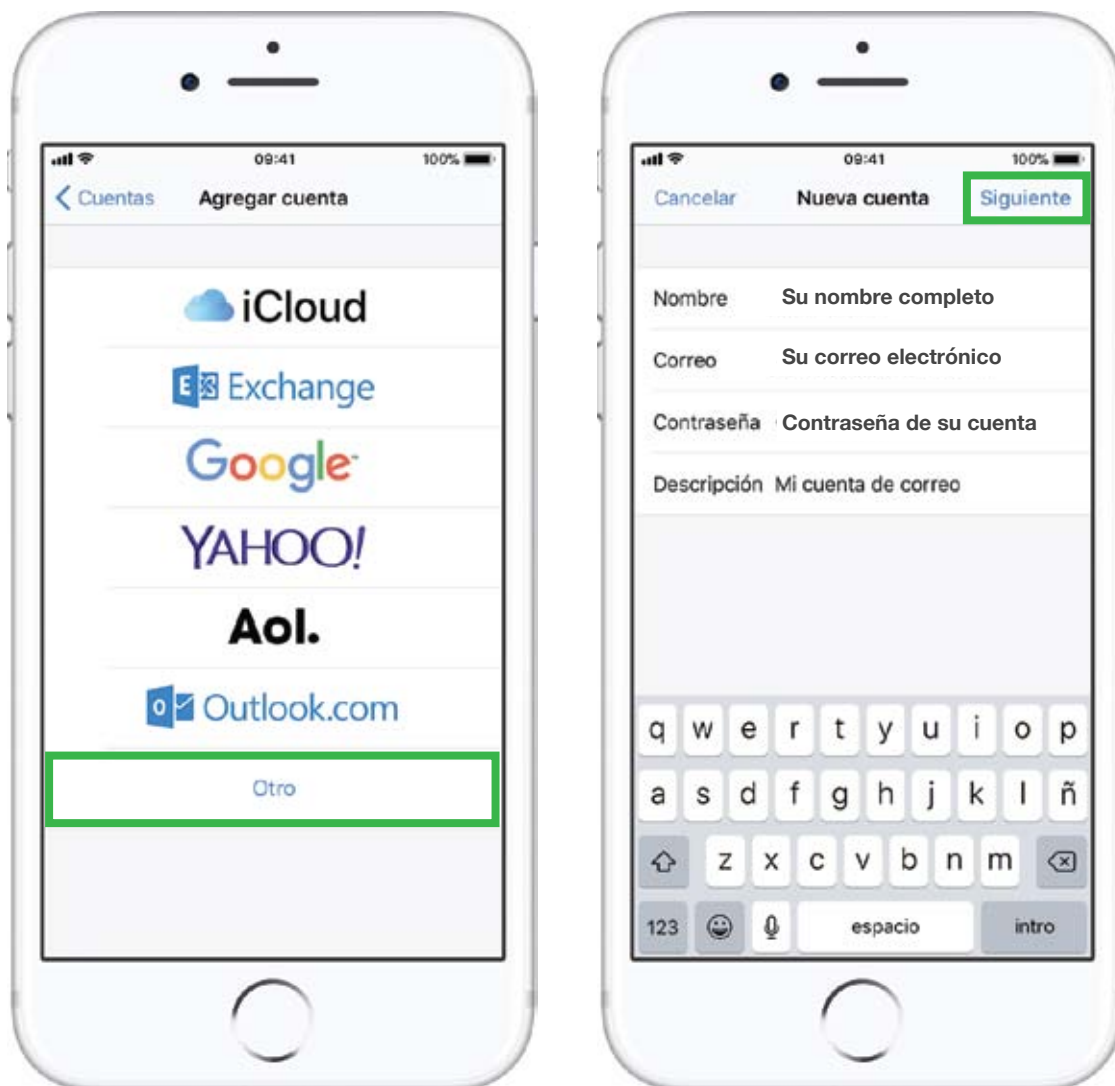 09:41 100%
Cuentas Agregar cuenta
iCloud
E Exchange
Google
YAHOO!
Aol.
o Outlook.com
Otro
09:41 100%
Cancelar Nueva cuenta Siguiente
Nombre Su nombre completo
Correo Su correo electrónico
Contraseña Contraseña de su cuenta
Descripción Mi cuenta de correo
q w e r t y u i o p
a s d f g h j k l ñ
z x c v b n m
123 espacio intro